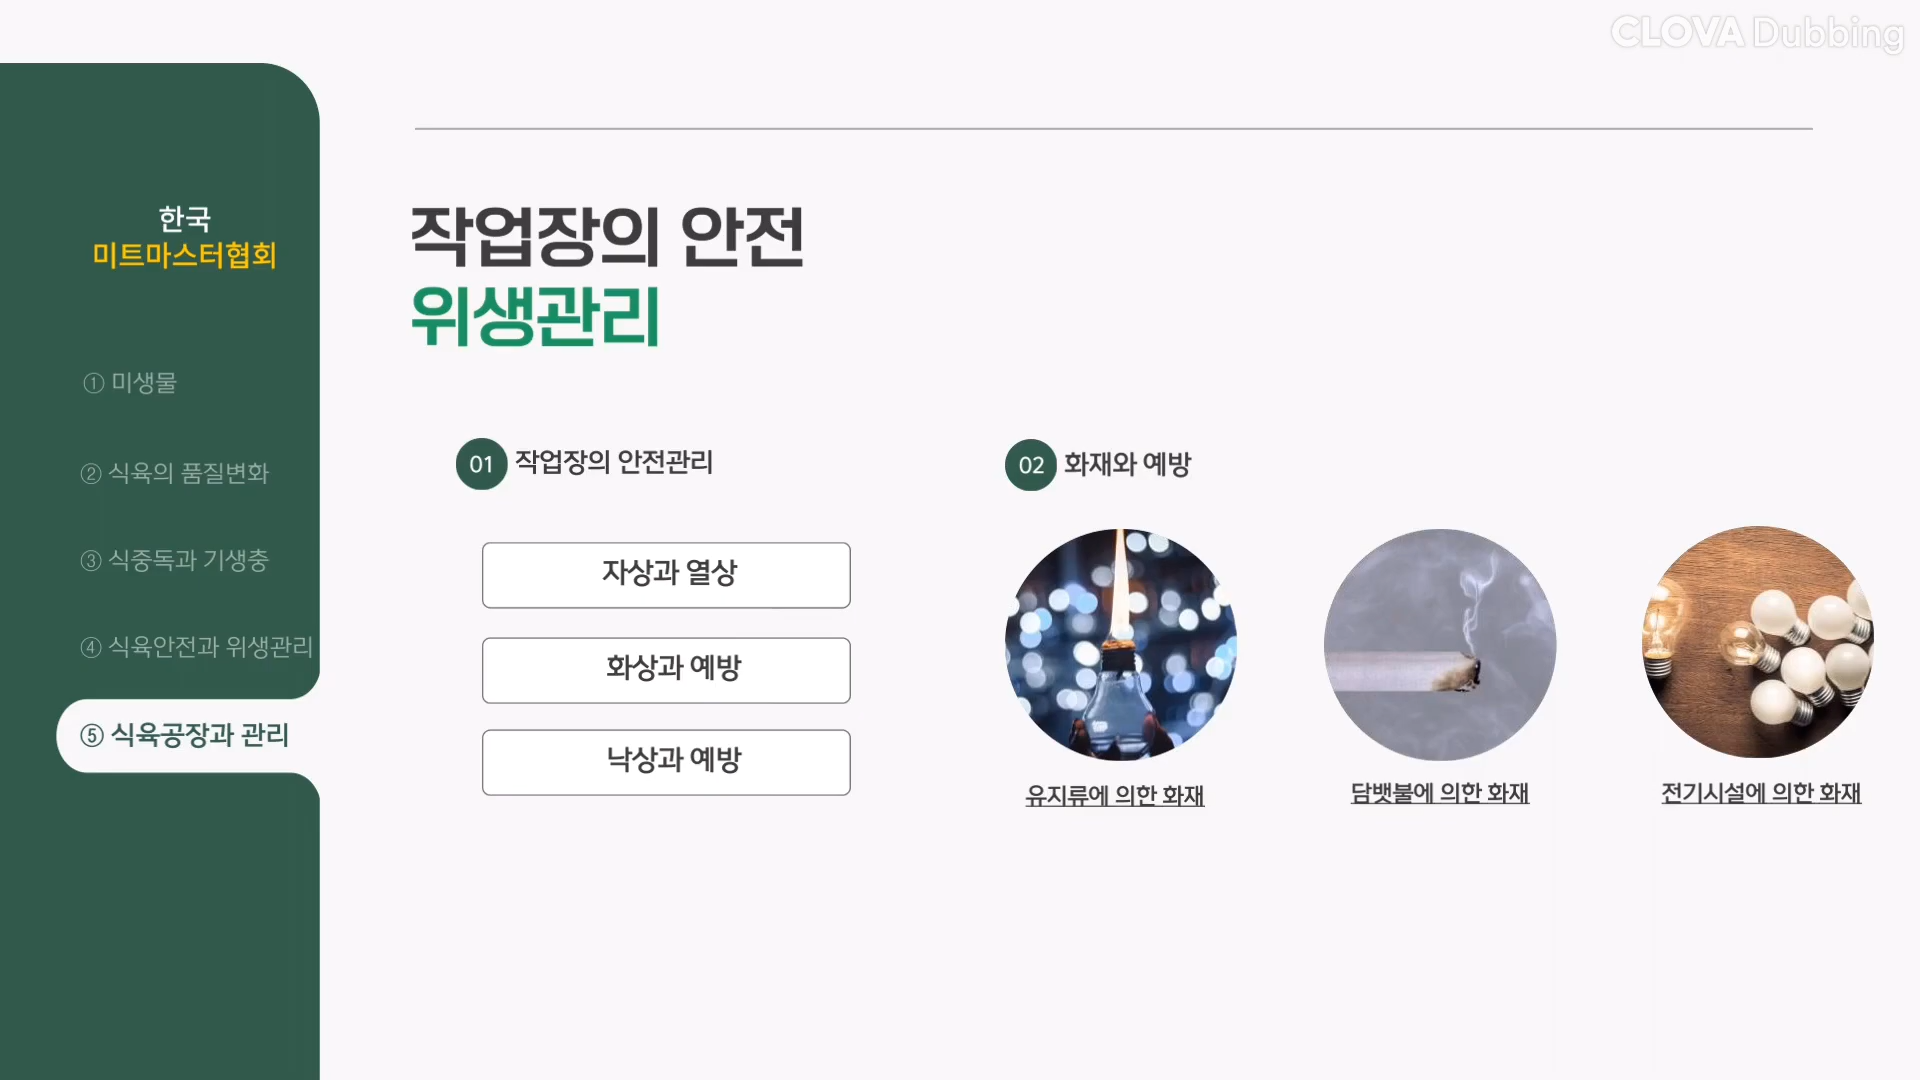 CLOVA Dubbing
한국
미트마스터협회
① 미생물
② 식육의 품질변화
③ 식중독과 기생충
④ 식육안전과 위생관리
⑤ 식육공장과 관리
작업장의 안전
위생관리
01 작업장의 안전관리
자상과 열상
화상과 예방
낙상과 예방
02 화재와 예방
유지류에 의한 화재
담뱃불에 의한 화재
전기시설에 의한 화재